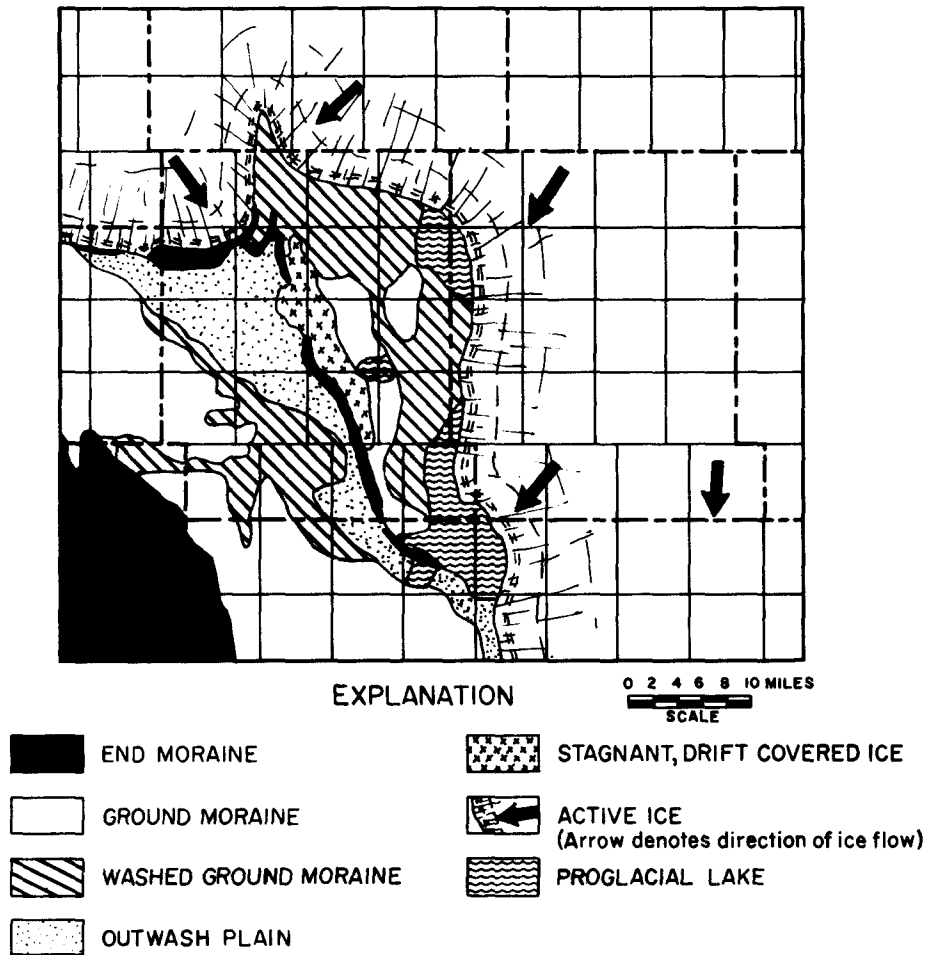 EXPLANATION
0 2 4 6 8 10 MILES
SCALE
END MORAINE
GROUND MORAINE
WASHED GROUND MORAINE
OUTWASH PLAIN
STAGNANT, DRIFT COVERED ICE
ACTIVE ICE
(Arrow denotes direction of ice flow)
PROGLACIAL LAKE